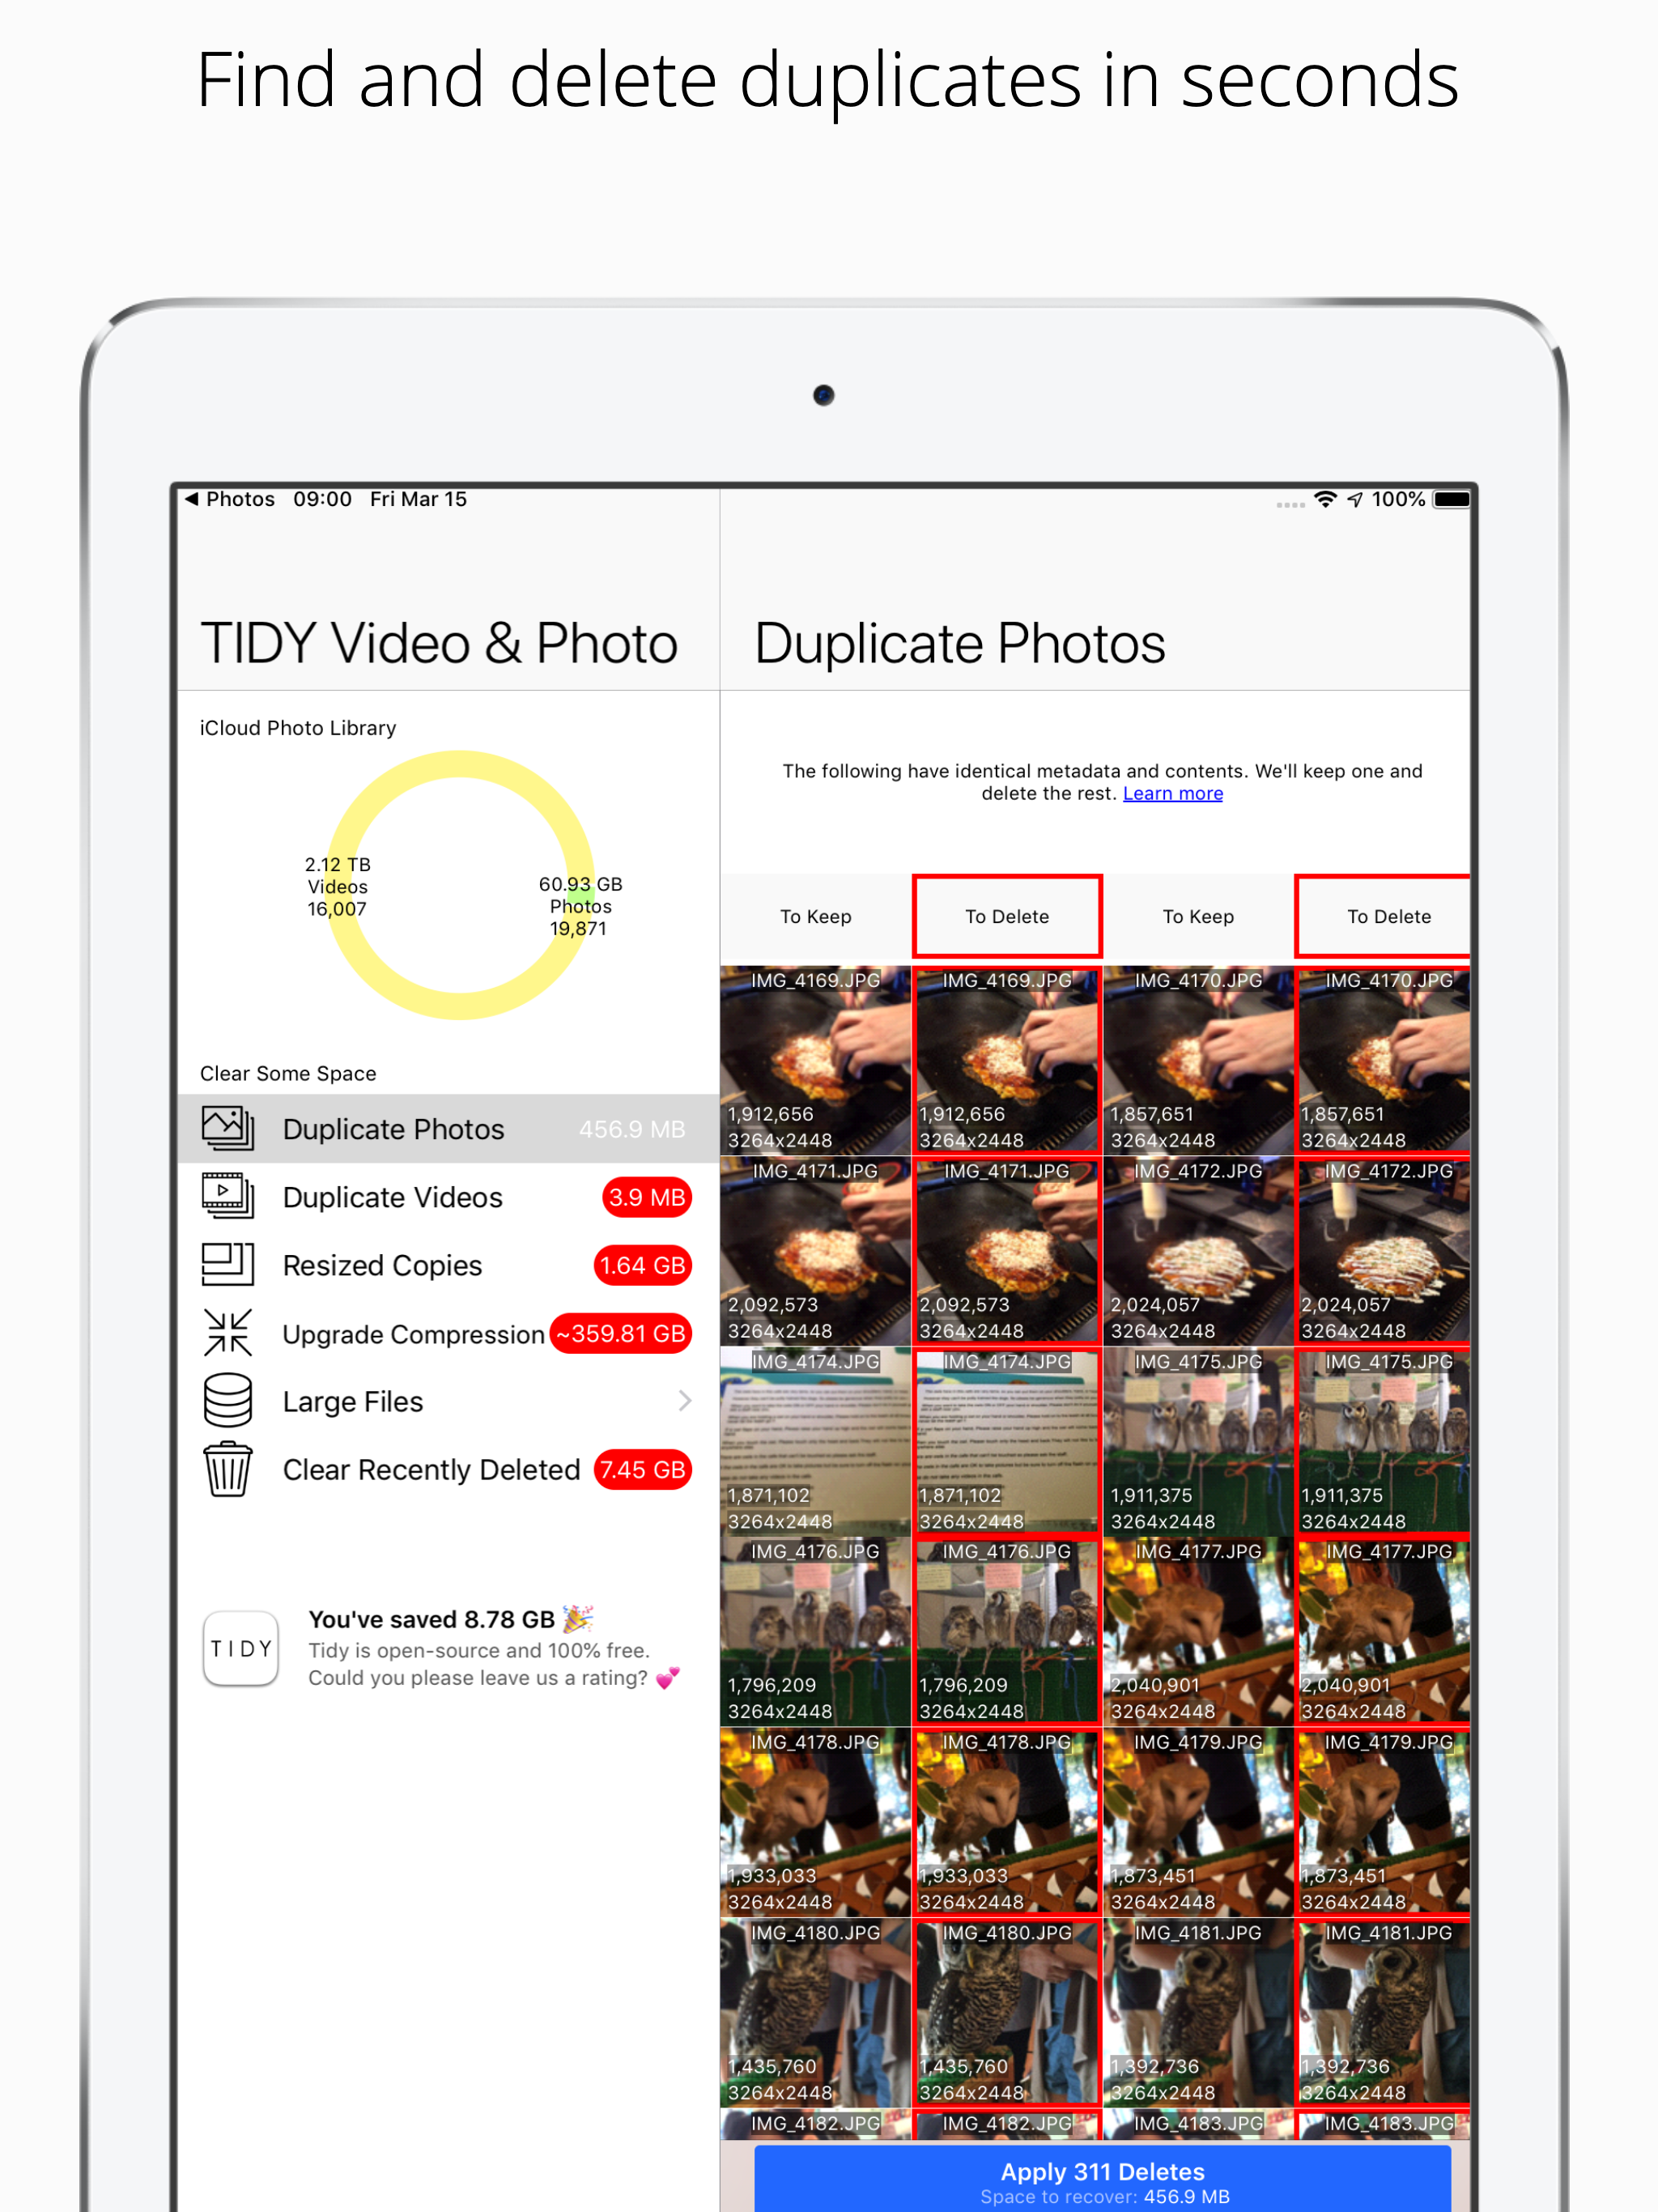 Find and delete duplicates in seconds
◀ Photos 09:00 Fri Mar 15
100%
TIDY Video & Photo
iCloud Photo Library
2.12 TB
Videos
16,007
60.93 GB
Photos
19,871
Clear Some Space
Duplicate Photos 456.9 MB
Duplicate Videos 3.9 MB
Resized Copies 1.64 GB
Upgrade Compression ~359.81 GB
Large Files
Clear Recently Deleted 7.45 GB
TIDY
You've saved 8.78 GB 🎉
Tidy is open-source and 100% free.
Could you please leave us a rating? 💕
Duplicate Photos
The following have identical metadata and contents. We'll keep one and
delete the rest. Learn more
To Keep To Delete To Keep To Delete
IMG_4169.JPG IMG_4169.JPG IMG_4170.JPG IMG_4170.JPG
1,912,656 1,912,656 1,857,651 1,857,651
3264x2448 3264x2448 3264x2448 3264x2448
IMG_4171.JPG IMG_4171.JPG IMG_4172.JPG IMG_4172.JPG
2,092,573 2,092,573 2,024,057 2,024,057
3264x2448 3264x2448 3264x2448 3264x2448
IMG_4174.JPG IMG_4174.JPG IMG_4175.JPG IMG_4175.JPG
1,871,102 1,871,102 1,911,375 1,911,375
3264x2448 3264x2448 3264x2448 3264x2448
IMG_4176.JPG IMG_4176.JPG IMG_4177.JPG IMG_4177.JPG
1,796,209 1,796,209 2,040,901 2,040,901
3264x2448 3264x2448 3264x2448 3264x2448
IMG_4178.JPG IMG_4178.JPG IMG_4179.JPG IMG_4179.JPG
1,933,033 1,933,033 1,873,451 1,873,451
3264x2448 3264x2448 3264x2448 3264x2448
IMG_4180.JPG IMG_4180.JPG IMG_4181.JPG IMG_4181.JPG
1,435,760 1,435,760 1,392,736 1,392,736
3264x2448 3264x2448 3264x2448 3264x2448
IMG_4182.JPG IMG_4182.JPG IMG_4183.JPG IMG_4183.JPG
Apply 311 Deletes
Space to recover: 456.9 MB